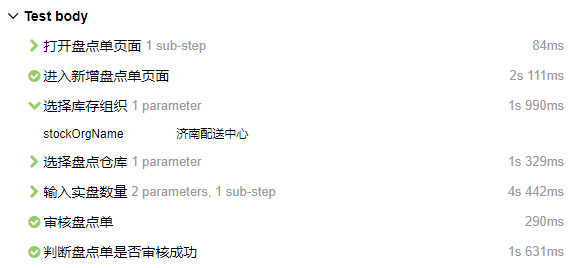 Test body
打开盘点单页面 1 sub-step 84ms
进入新增盘点单页面 2s 111ms
选择库存组织 1 parameter 1s 990ms
stockOrgName 济南配送中心
选择盘点仓库 1 parameter 1s 329ms
输入实盘数量 2 parameters, 1 sub-step 4s 442ms
审核盘点单 290ms
判断盘点单是否审核成功 1s 631ms